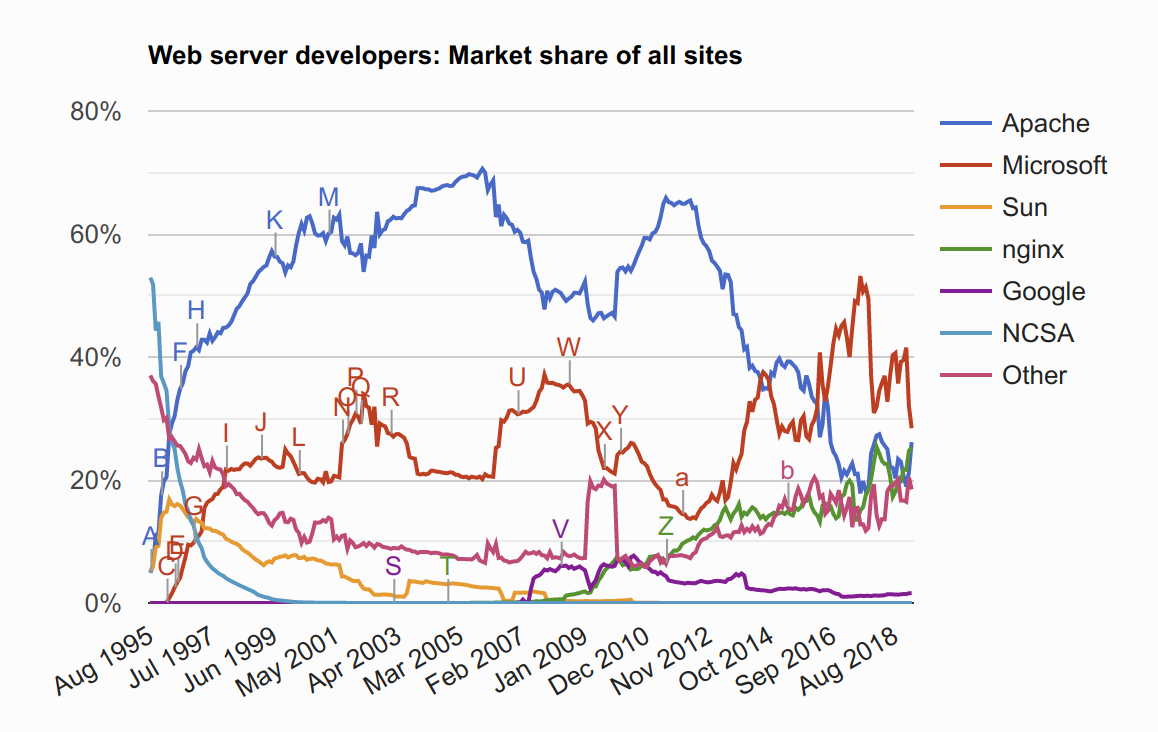 Web server developers: Market share of all sites
80%
60%
40%
20%
0%
Apache
Microsoft
Sun
nginx
Google
NCSA
Other
A
B
C
D
E
F
G
H
I
J
K
L
M
N
O
P
Q
R
S
T
U
V
W
X
Y
Z
a
b
Aug 1995
Jul 1997
Jun 1999
May 2001
Apr 2003
Mar 2005
Feb 2007
Jan 2009
Dec 2010
Nov 2012
Oct 2014
Sep 2016
Aug 2018